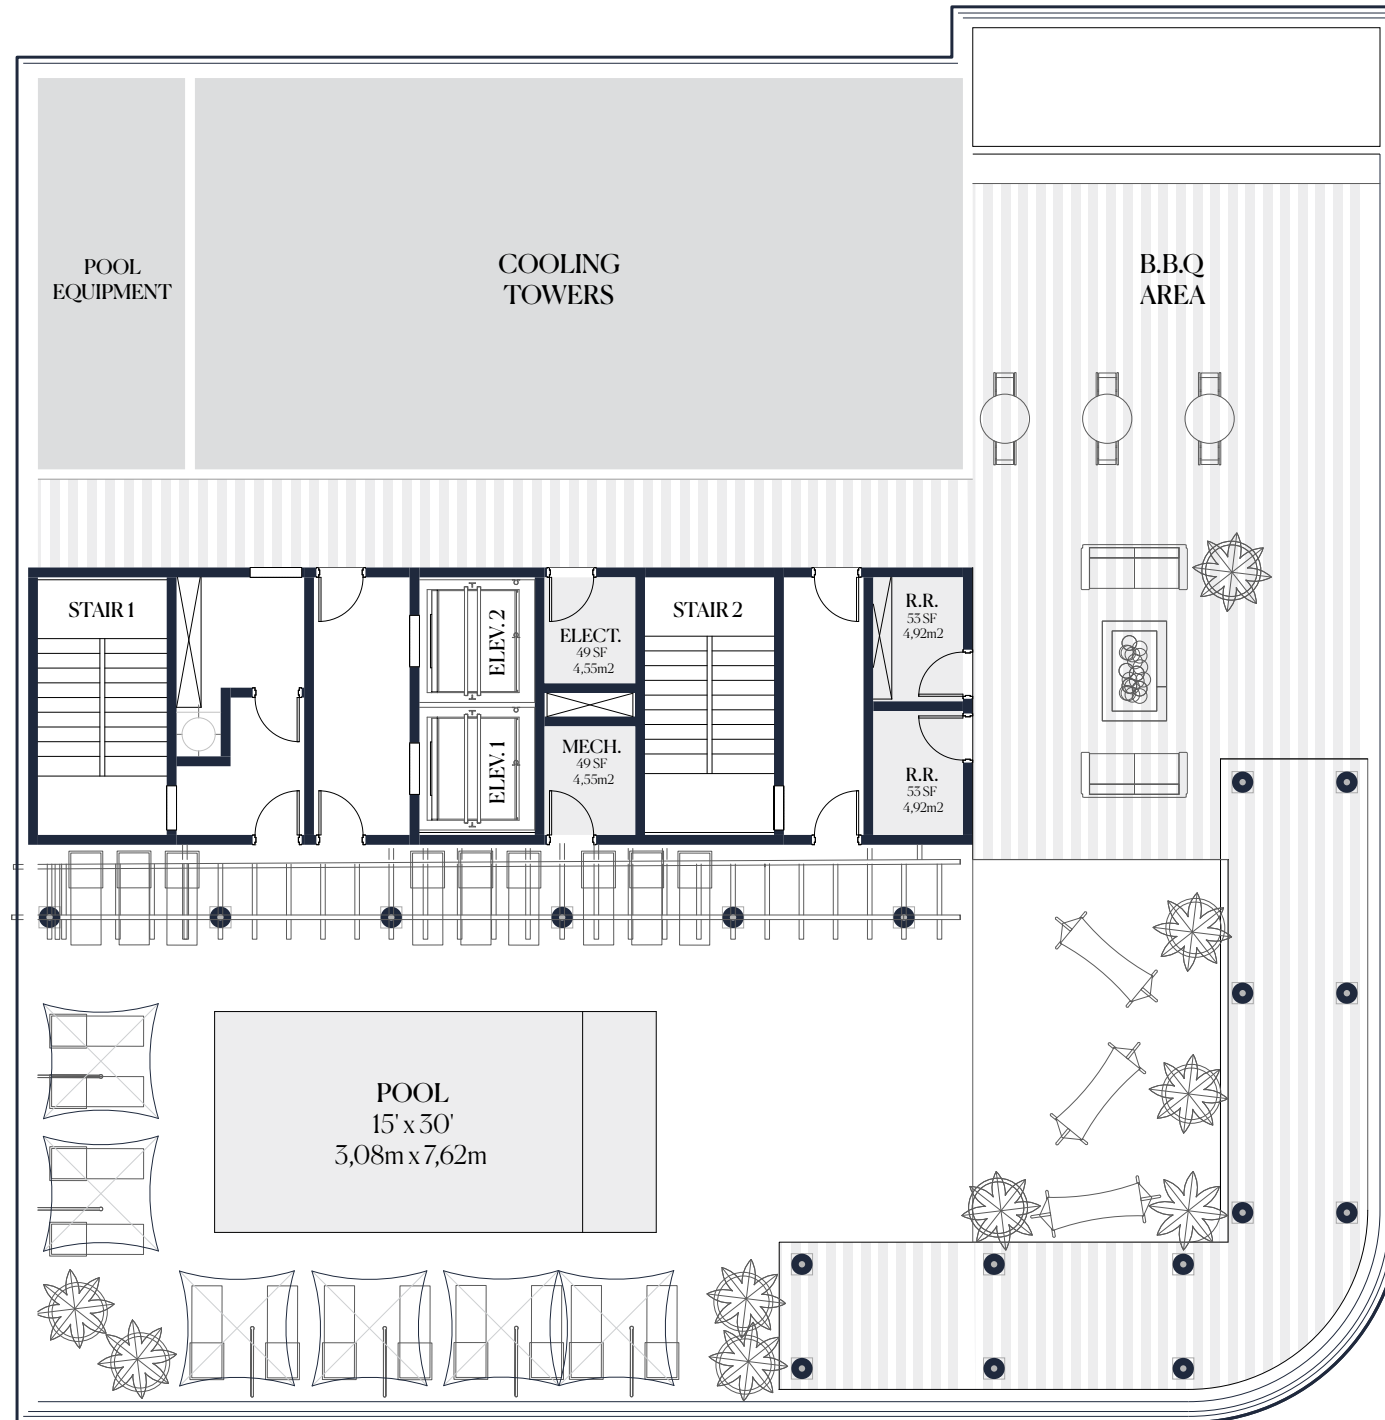 POOL
EQUIPMENT
COOLING
TOWERS
B.B.Q
AREA
STAIR 1
ELEV. 2
ELECT.
49 SF
4,55m2
STAIR 2
R.R.
53 SF
4,92m2
ELEV. 1
MECH.
49 SF
4,55m2
R.R.
53 SF
4,92m2
POOL
15' x 30'
3,08m x 7,62m